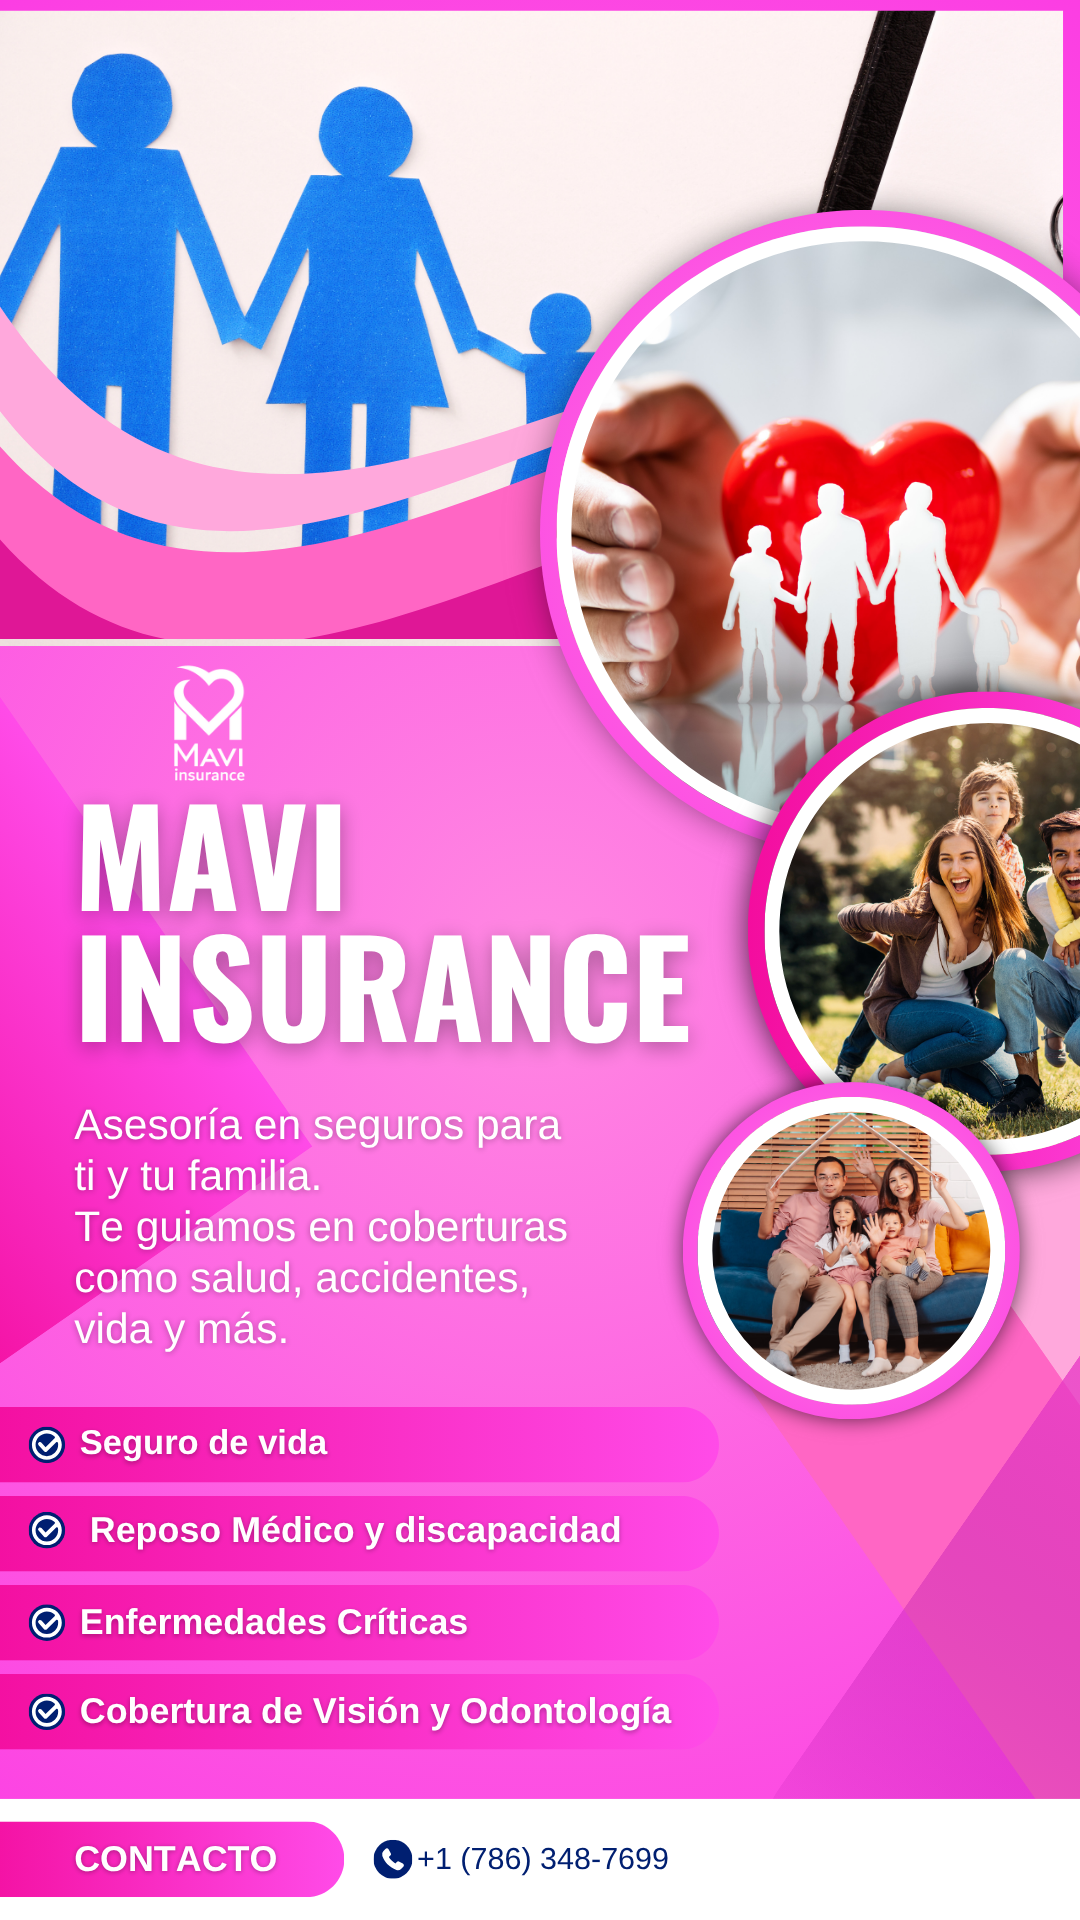 MAVI
insurance
MAVI
INSURANCE
Asesoría en seguros para
ti y tu familia.
Te guiamos en coberturas
como salud, accidentes,
vida y más.
Seguro de vida
Reposo Médico y discapacidad
Enfermedades Críticas
Cobertura de Visión y Odontología
CONTACTO
+1 (786) 348-7699